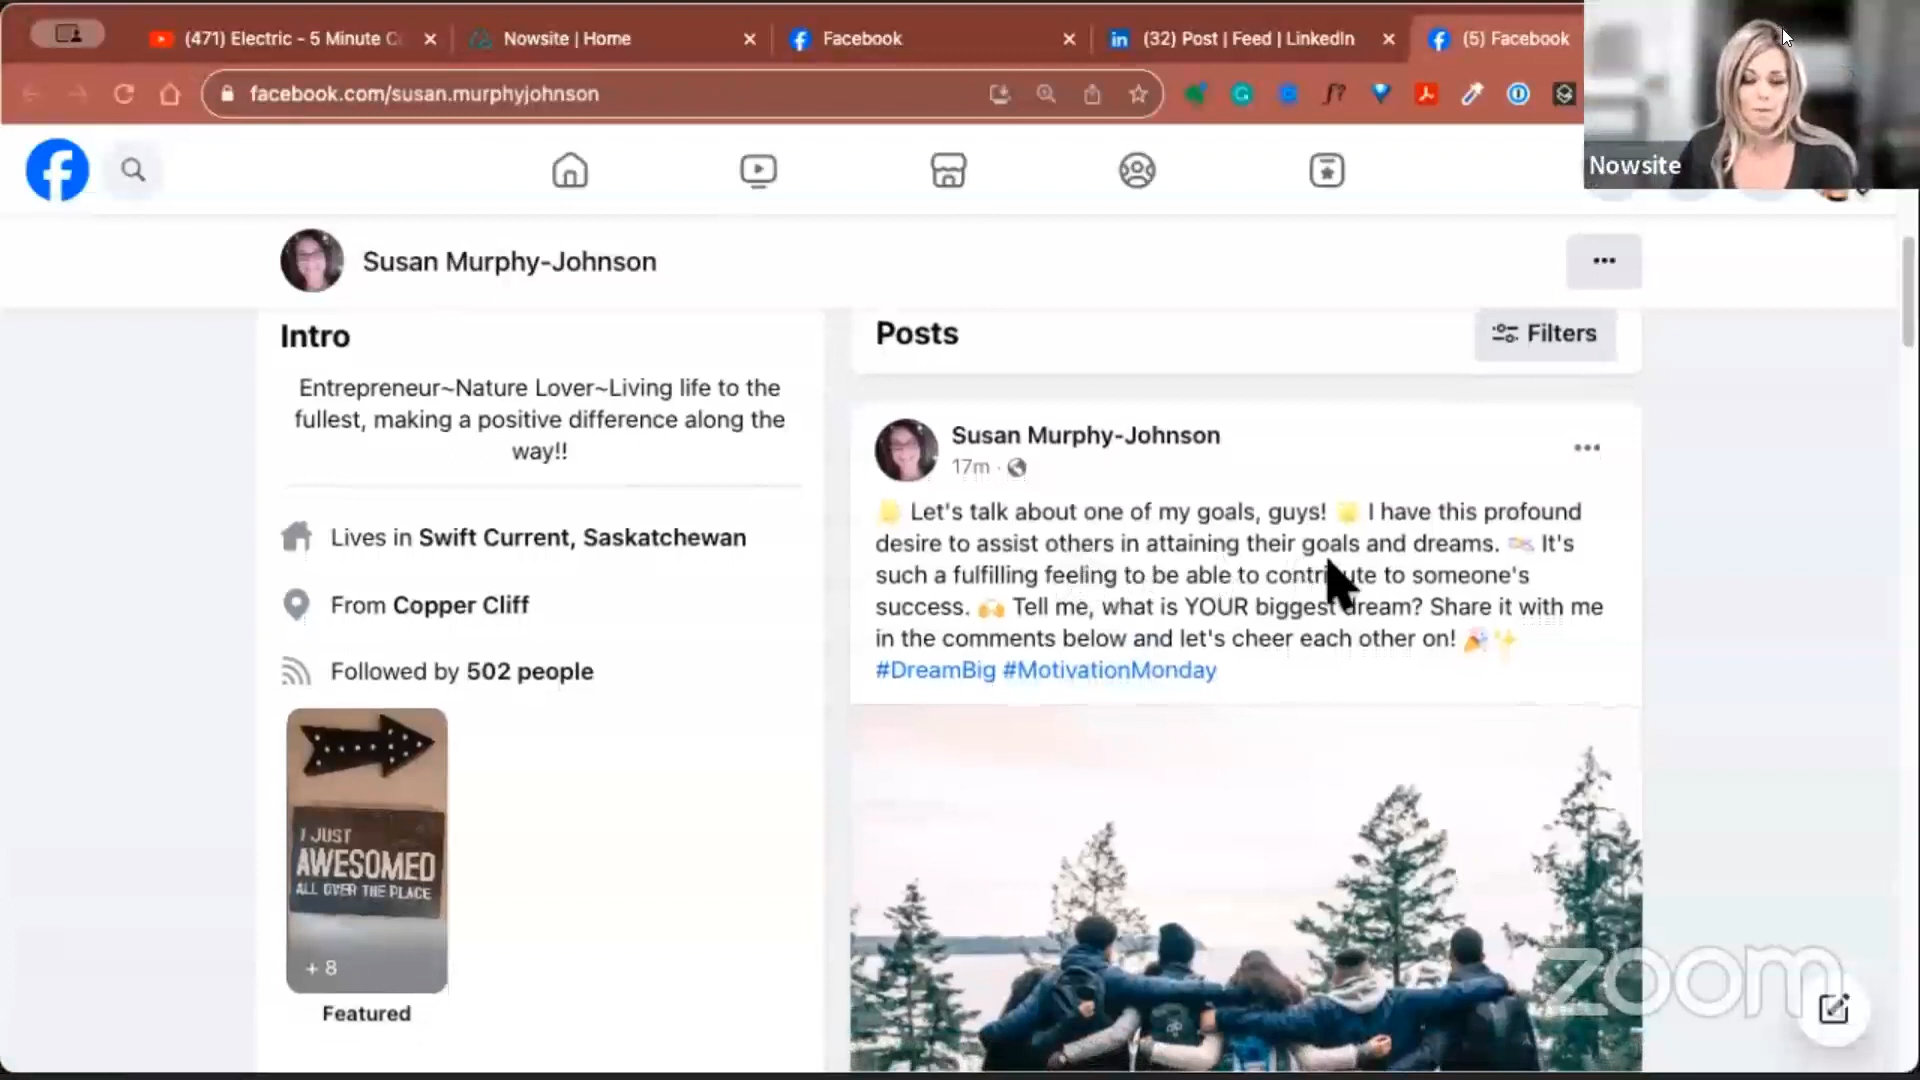 (471) Electric - 5 Minute C
Nowsite | Home
Facebook
in (32) Post | Feed | LinkedIn
(5) Facebook
facebook.com/susan.murphyjohnson
Nowsite
Susan Murphy-Johnson
Intro
Entrepreneur~Nature Lover~Living life to the
fullest, making a positive difference along the
way!!
Lives in Swift Current, Saskatchewan
From Copper Cliff
Followed by 502 people
I JUST
AWESOMED
ALL OVER THE PLACE
+ 8
Featured
Posts
Filters
Susan Murphy-Johnson
17m ·
Let's talk about one of my goals, guys! I have this profound
desire to assist others in attaining their goals and dreams. It's
such a fulfilling feeling to be able to contribute to someone's
success. Tell me, what is YOUR biggest dream? Share it with me
in the comments below and let's cheer each other on!
#DreamBig #MotivationMonday
zoom